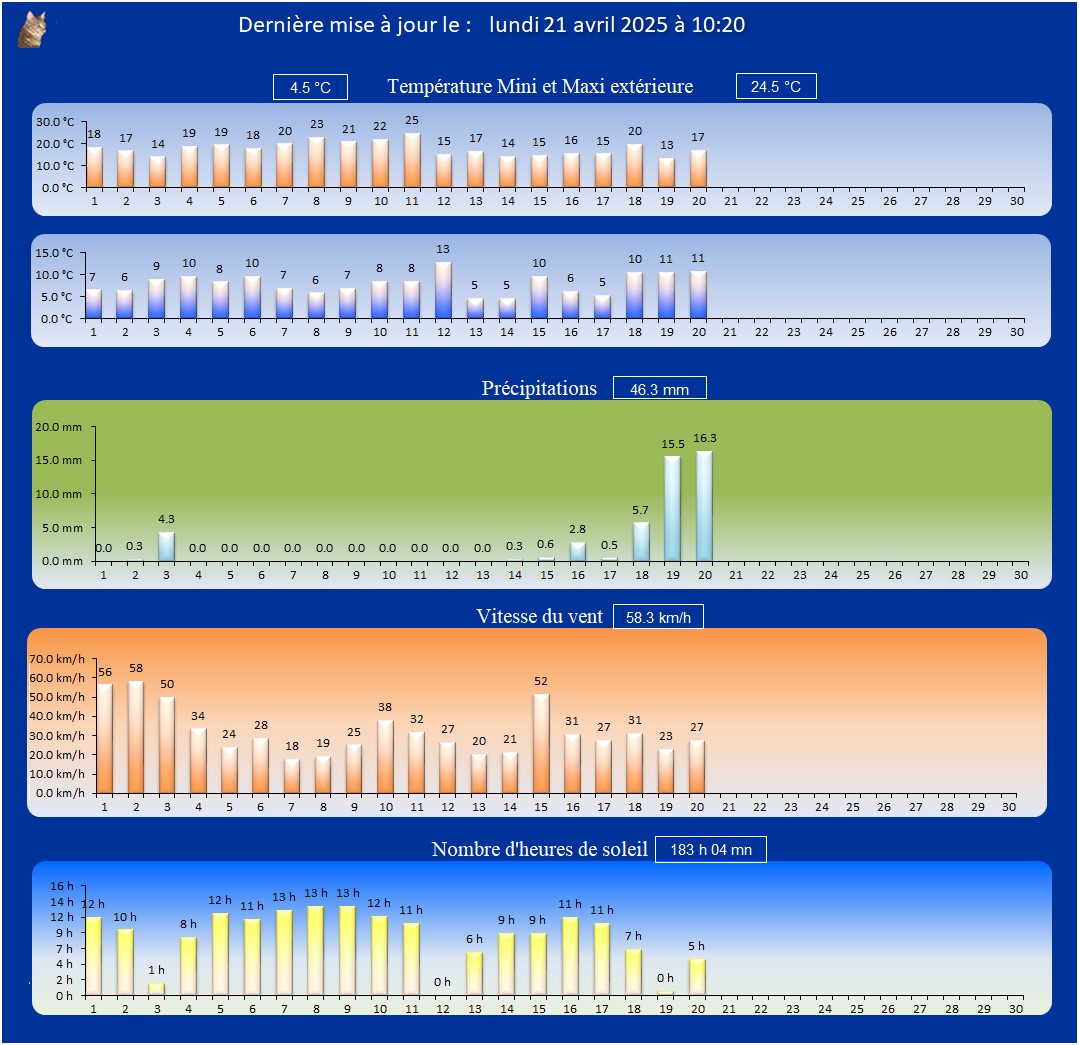 Dernière mise à jour le : lundi 21 avril 2025 à 10:20
4.5 °C Température Mini et Maxi extérieure 24.5 °C
30.0 °C
20.0 °C
10.0 °C
0.0 °C
18 17 14 19 19 18 20 23 21 22 25 15 17 14 15 16 15 20 13 17
1 2 3 4 5 6 7 8 9 10 11 12 13 14 15 16 17 18 19 20 21 22 23 24 25 26 27 28 29 30
15.0 °C
10.0 °C
5.0 °C
0.0 °C
7 6 9 10 8 10 7 6 7 8 8 13 5 5 10 6 5 10 11 11
1 2 3 4 5 6 7 8 9 10 11 12 13 14 15 16 17 18 19 20 21 22 23 24 25 26 27 28 29 30
Précipitations 46.3 mm
20.0 mm
15.0 mm
10.0 mm
5.0 mm
0.0 mm
0.0 0.3 4.3 0.0 0.0 0.0 0.0 0.0 0.0 0.0 0.0 0.0 0.0 0.3 0.6 2.8 0.5 5.7 15.5 16.3
1 2 3 4 5 6 7 8 9 10 11 12 13 14 15 16 17 18 19 20 21 22 23 24 25 26 27 28 29 30
Vitesse du vent 58.3 km/h
70.0 km/h
60.0 km/h
50.0 km/h
40.0 km/h
30.0 km/h
20.0 km/h
10.0 km/h
0.0 km/h
56 58 50 34 24 28 18 19 25 38 32 27 20 21 52 31 27 31 23 27
1 2 3 4 5 6 7 8 9 10 11 12 13 14 15 16 17 18 19 20 21 22 23 24 25 26 27 28 29 30
Nombre d'heures de soleil 183 h 04 mn
16 h
14 h
12 h
9 h
7 h
4 h
2 h
0 h
12 h 10 h 1 h 8 h 12 h 11 h 13 h 13 h 13 h 12 h 11 h 0 h 6 h 9 h 9 h 11 h 11 h 7 h 0 h 5 h
1 2 3 4 5 6 7 8 9 10 11 12 13 14 15 16 17 18 19 20 21 22 23 24 25 26 27 28 29 30